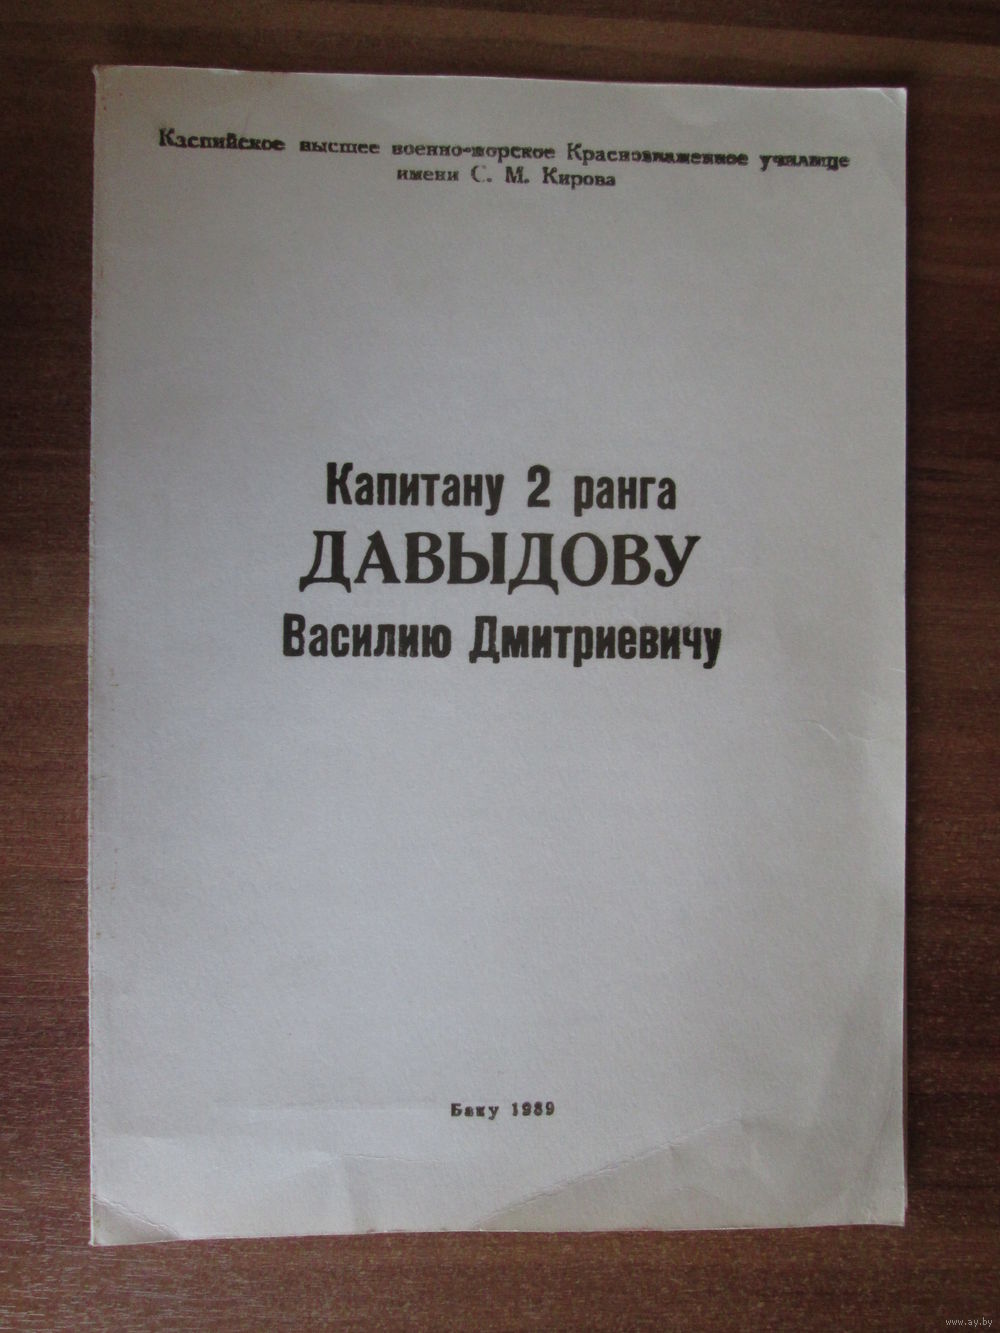 Каспийское высшее военно-морское Краснознаменное училище
имени С. М. Кирова
Капитану 2 ранга
ДАВЫДОВУ
Василию Дмитриевичу
Баку 1989
www.ay.by